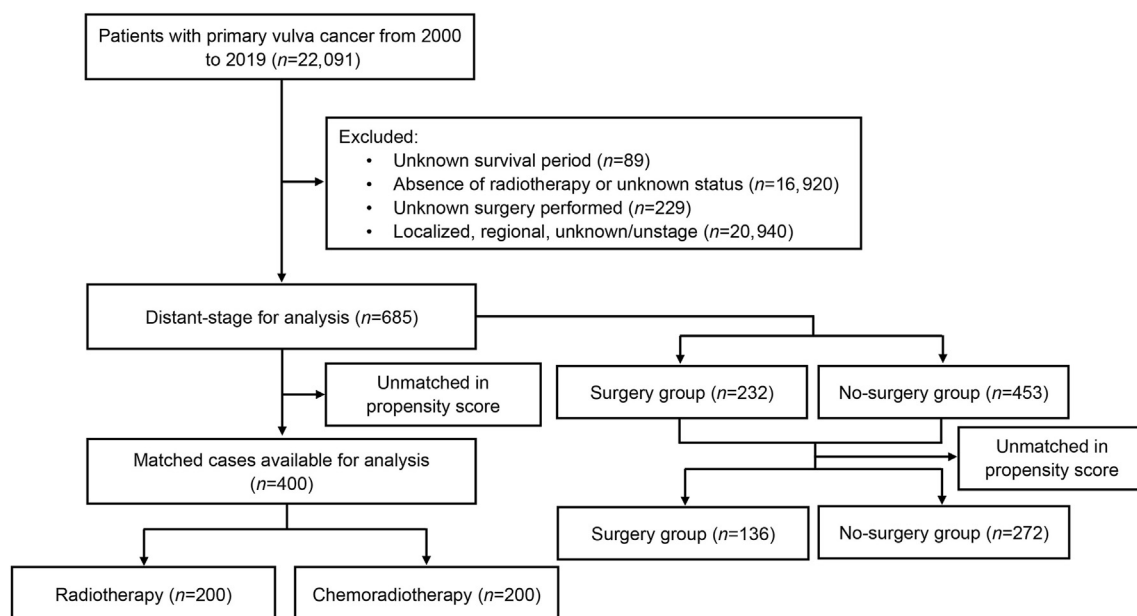 Patients with primary vulva cancer from 2000
to 2019 (n=22,091)
Excluded:
• Unknown survival period (n=89)
• Absence of radiotherapy or unknown status (n=16,920)
• Unknown surgery performed (n=229)
• Localized, regional, unknown/unstage (n=20,940)
Distant-stage for analysis (n=685)
Unmatched in
propensity score
Surgery group (n=232)
No-surgery group (n=453)
Matched cases available for analysis
(n=400)
Unmatched in
propensity score
Surgery group (n=136)
No-surgery group (n=272)
Radiotherapy (n=200)
Chemoradiotherapy (n=200)